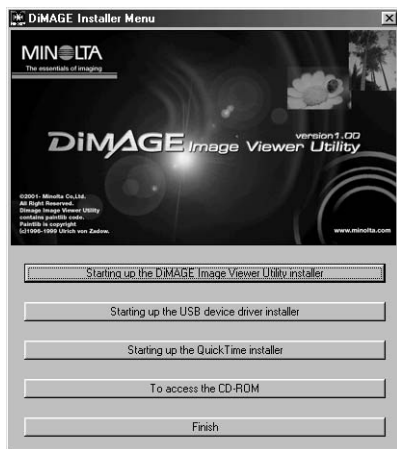 DiMAGE Installer Menu
MINOLTA
The essentials of imaging
DiMAGE Image Viewer Utility
version1.00
©2001- Minolta Co,.Ltd.
All Right Reserved.
Dimage Image Viewer Utility
contains paintlib code.
Paintlib is copyright
(c)1996-1999 Ulrich von Zadow.
www.minolta.com
Starting up the DiMAGE Image Viewer Utility installer
Starting up the USB device driver installer
Starting up the QuickTime installer
To access the CD-ROM
Finish